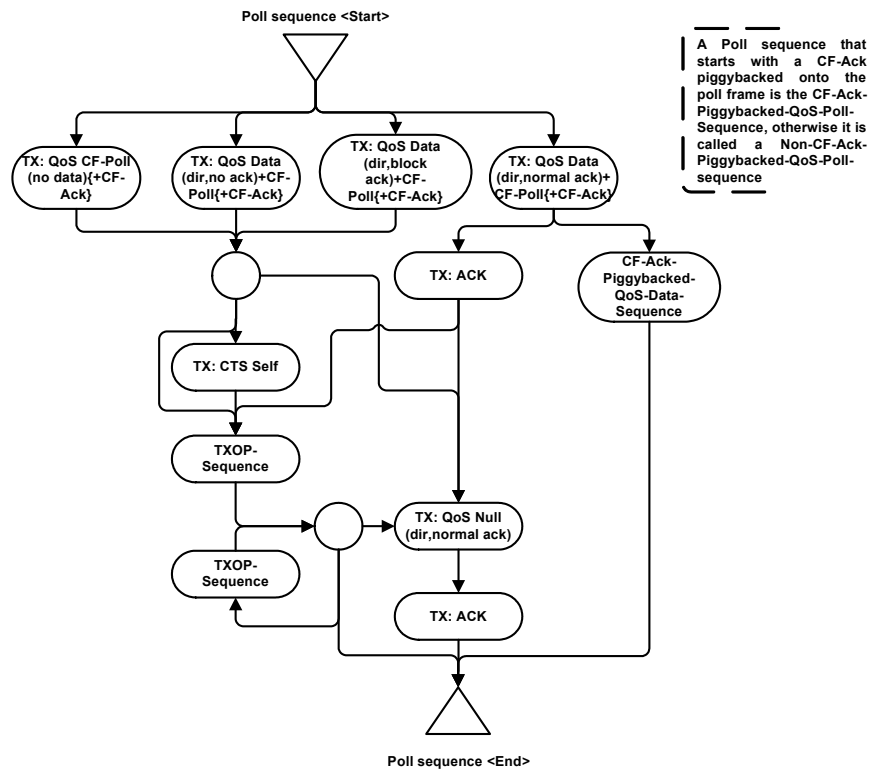 Poll sequence <Start>
A Poll sequence that
starts with a CF-Ack
piggybacked onto the
poll frame is the CF-Ack-
Piggybacked-QoS-Poll-
Sequence, otherwise it is
called a Non-CF-Ack-
Piggybacked-QoS-Poll-
sequence
TX: QoS CF-Poll
(no data){+CF-
Ack}
TX: QoS Data
(dir,no ack)+CF-
Poll{+CF-Ack}
TX: QoS Data
(dir,block
ack)+CF-
Poll{+CF-Ack}
TX: QoS Data
(dir,normal ack)+
CF-Poll{+CF-Ack}
TX: ACK
CF-Ack-
Piggybacked-
QoS-Data-
Sequence
TX: CTS Self
TXOP-
Sequence
TX: QoS Null
(dir,normal ack)
TXOP-
Sequence
TX: ACK
Poll sequence <End>